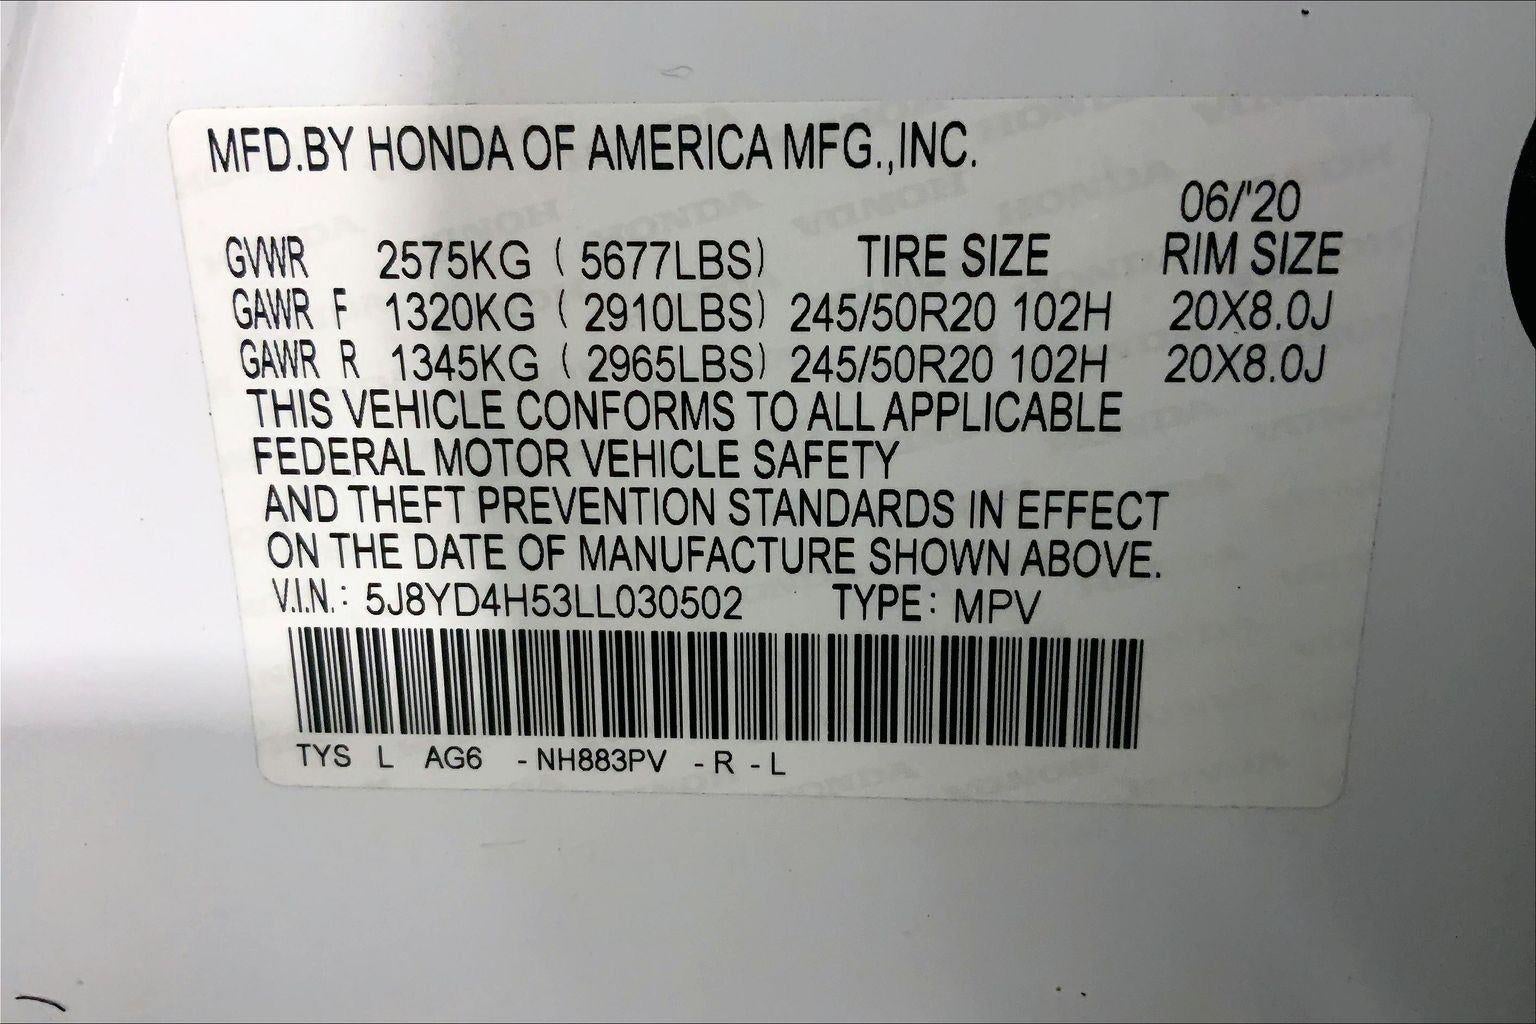 MFD.BY HONDA OF AMERICA MFG.,INC.
06/'20
GVWR 2575KG ( 5677LBS) TIRE SIZE RIM SIZE
GAWR F 1320KG ( 2910LBS) 245/50R20 102H 20X8.0J
GAWR R 1345KG ( 2965LBS) 245/50R20 102H 20X8.0J
THIS VEHICLE CONFORMS TO ALL APPLICABLE
FEDERAL MOTOR VEHICLE SAFETY
AND THEFT PREVENTION STANDARDS IN EFFECT
ON THE DATE OF MANUFACTURE SHOWN ABOVE.
V.I.N.: 5J8YD4H53LL030502 TYPE: MPV
TYS L AG6 -NH883PV -R -L